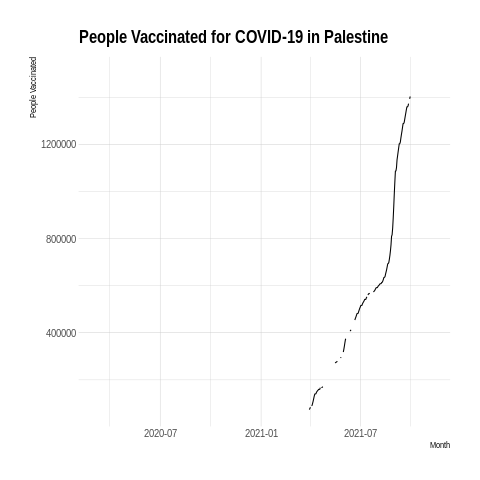 People Vaccinated for COVID-19 in Palestine
People Vaccinated
1200000
800000
400000
2020-07 2021-01 2021-07
Month